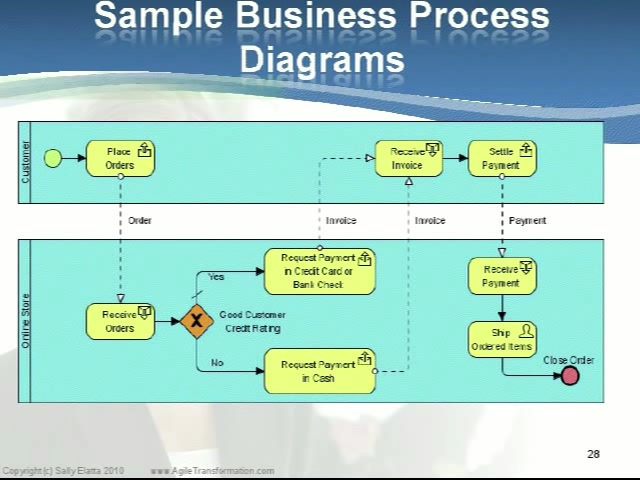 Sample Business Process
Diagrams
Customer
Place
Orders
Receive
Invoice
Settle
Payment
Order
Invoice
Invoice
Payment
Online Store
Receive
Orders
Yes
Good Customer
Credit Rating
No
Request Payment
in Credit Card or
Bank Check
Request Payment
in Cash
Receive
Payment
Ship
Ordered Items
Close Order
28
Copyright(c) Sally Elatta 2010
www.AgileTransformation.com